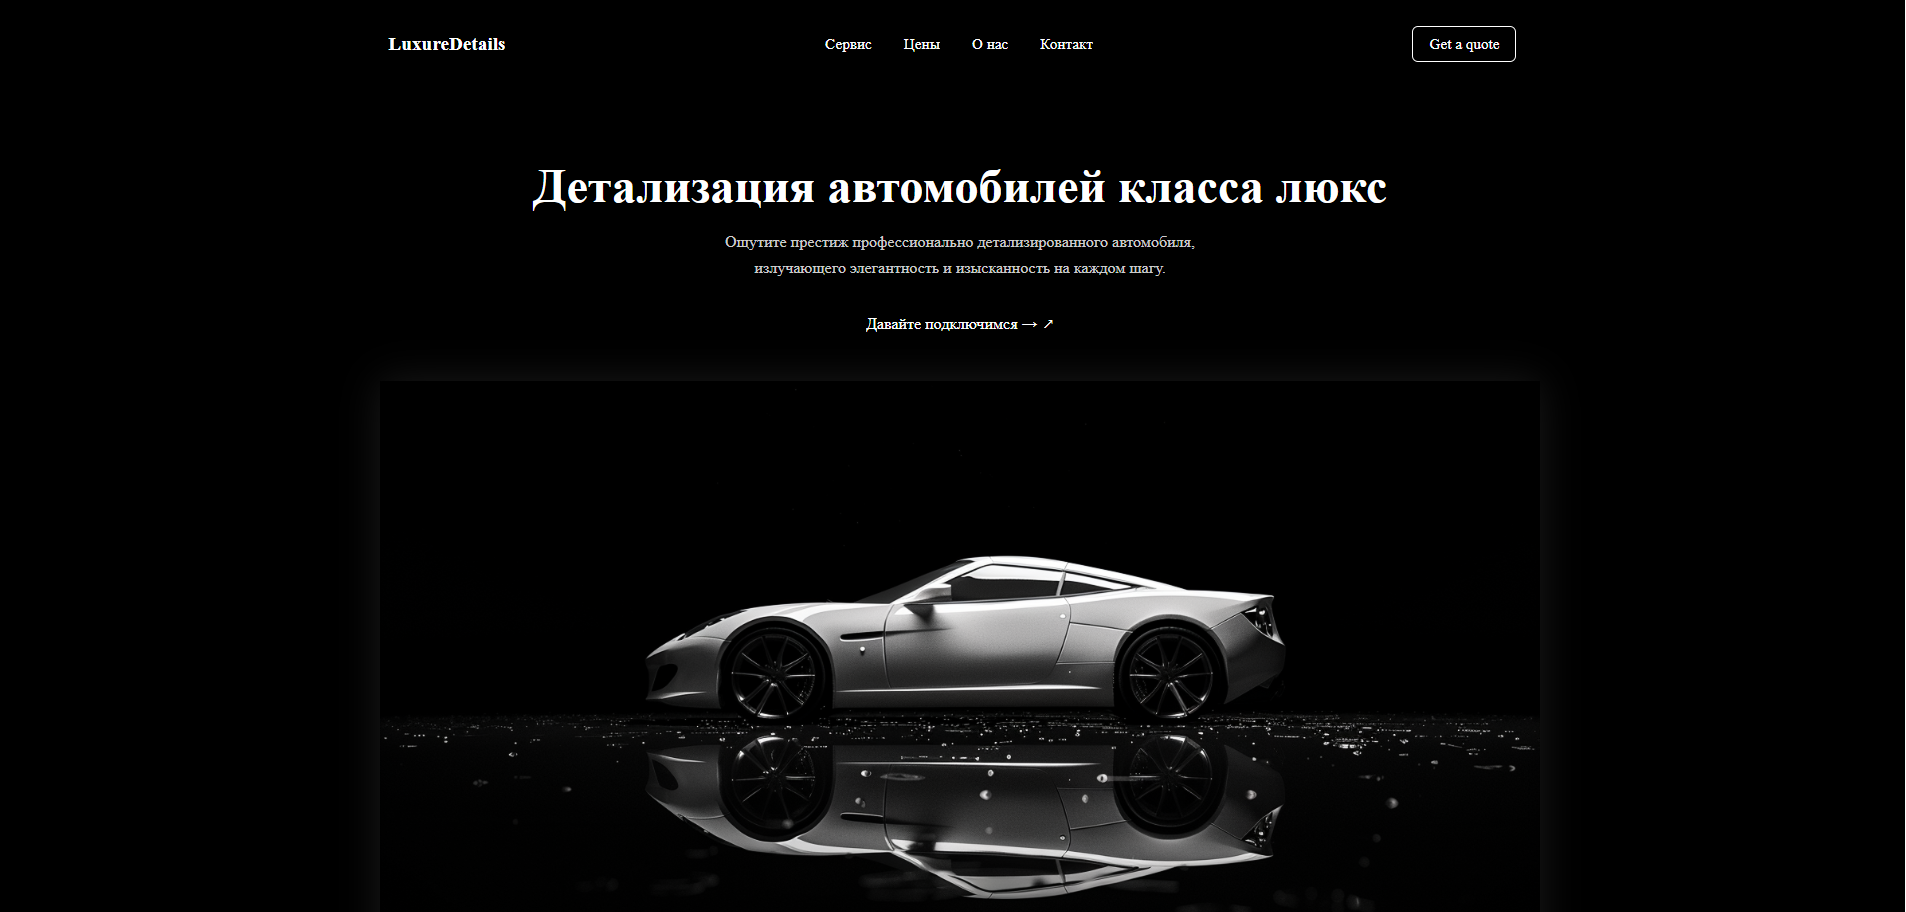 LuxureDetails
Сервис Цены О нас Контакт
Get a quote
Детализация автомобилей класса люкс
Ощутите престиж профессионально детализированного автомобиля,
излучающего элегантность и изысканность на каждом шагу.
Давайте подключимся → ↗